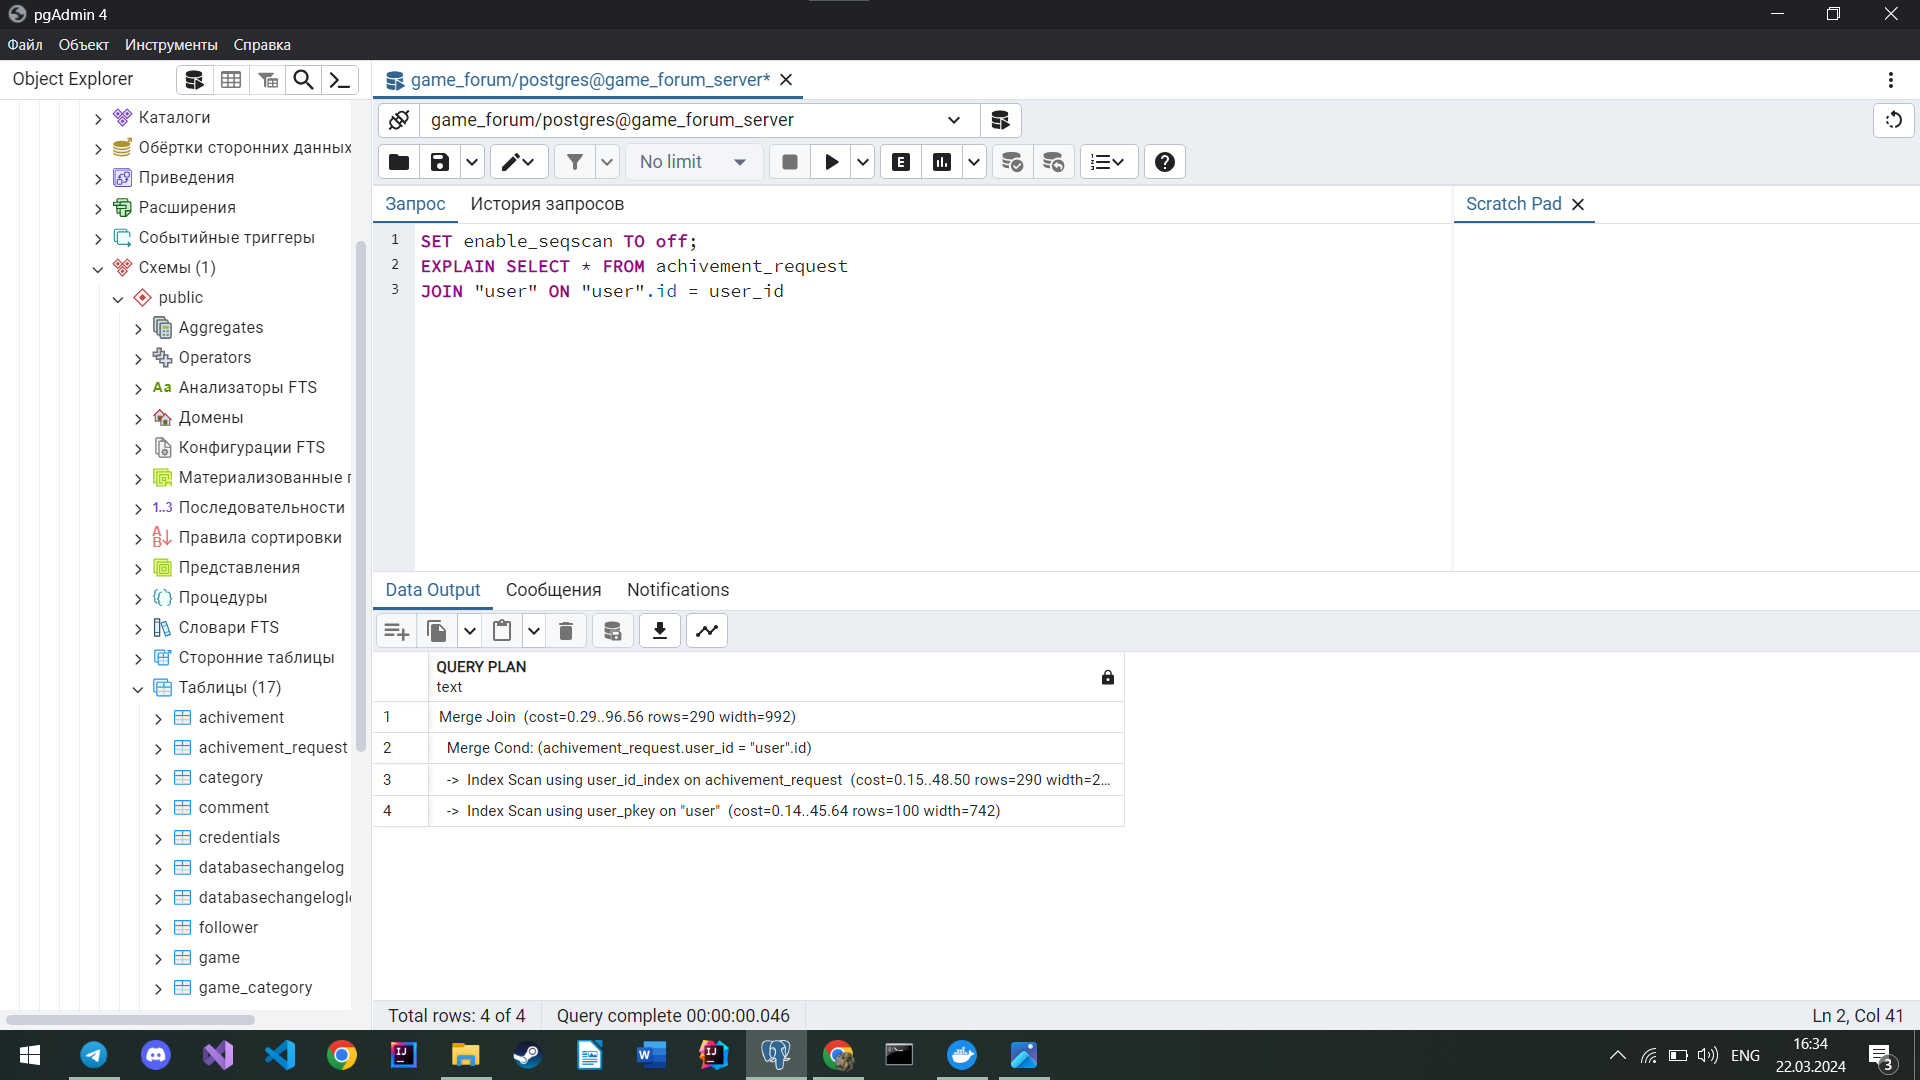 pgAdmin 4
Файл Объект Инструменты Справка
Object Explorer
game_forum/postgres@game_forum_server*
game_forum/postgres@game_forum_server
No limit
E
Запрос История запросов
Scratch Pad
1 SET enable_seqscan TO off;
2 EXPLAIN SELECT * FROM achivement_request
3 JOIN "user" ON "user".id = user_id
Каталоги
Обёртки сторонних данных
Приведения
Расширения
Событийные триггеры
Схемы (1)
public
Aggregates
Operators
Aa Анализаторы FTS
Домены
Конфигурации FTS
Материализованные
1..3 Последовательности
Правила сортировки
Представления
Процедуры
Словари FTS
Сторонние таблицы
Таблицы (17)
achivement
achivement_request
category
comment
credentials
databasechangelog
databasechangelogl
follower
game
game_category
Data Output Сообщения Notifications
QUERY PLAN
text
1 Merge Join (cost=0.29..96.56 rows=290 width=992)
2 Merge Cond: (achivement_request.user_id = "user".id)
3 -> Index Scan using user_id_index on achivement_request (cost=0.15..48.50 rows=290 width=2...
4 -> Index Scan using user_pkey on "user" (cost=0.14..45.64 rows=100 width=742)
Total rows: 4 of 4 Query complete 00:00:00.046 Ln 2, Col 41
ENG
16:34
22.03.2024
3